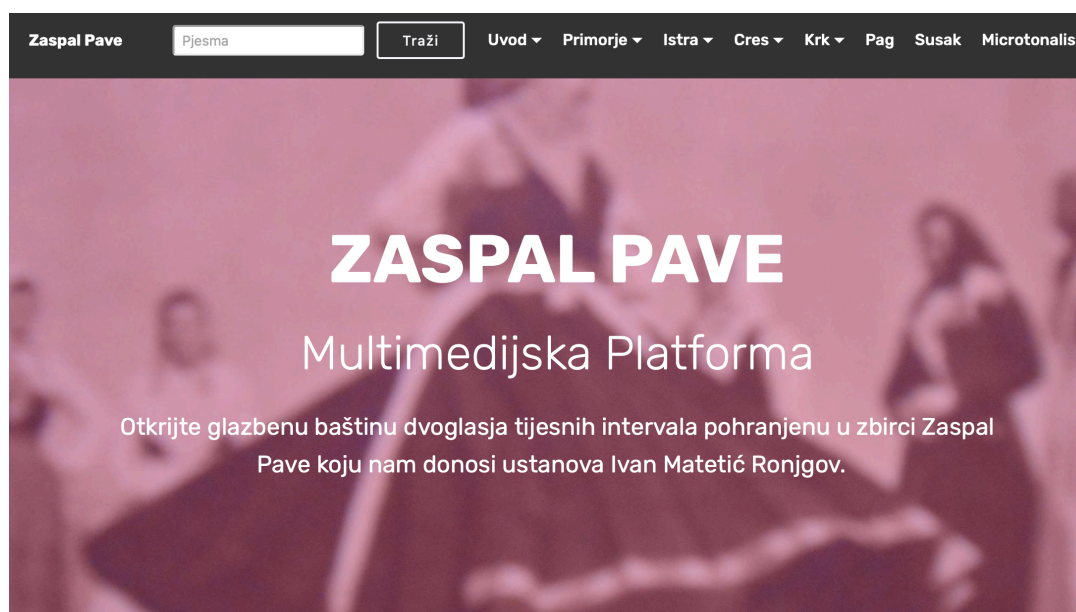 Zaspal Pave Pjesma Traži Uvod Primorje Istra Cres Krk Pag Susak Microtonalis
ZASPAL PAVE
Multimedijska Platforma
Otkrijte glazbenu baštinu dvoglasja tijesnih intervala pohranjenu u zbirci Zaspal
Pave koju nam donosi ustanova Ivan Matetić Ronjgov.